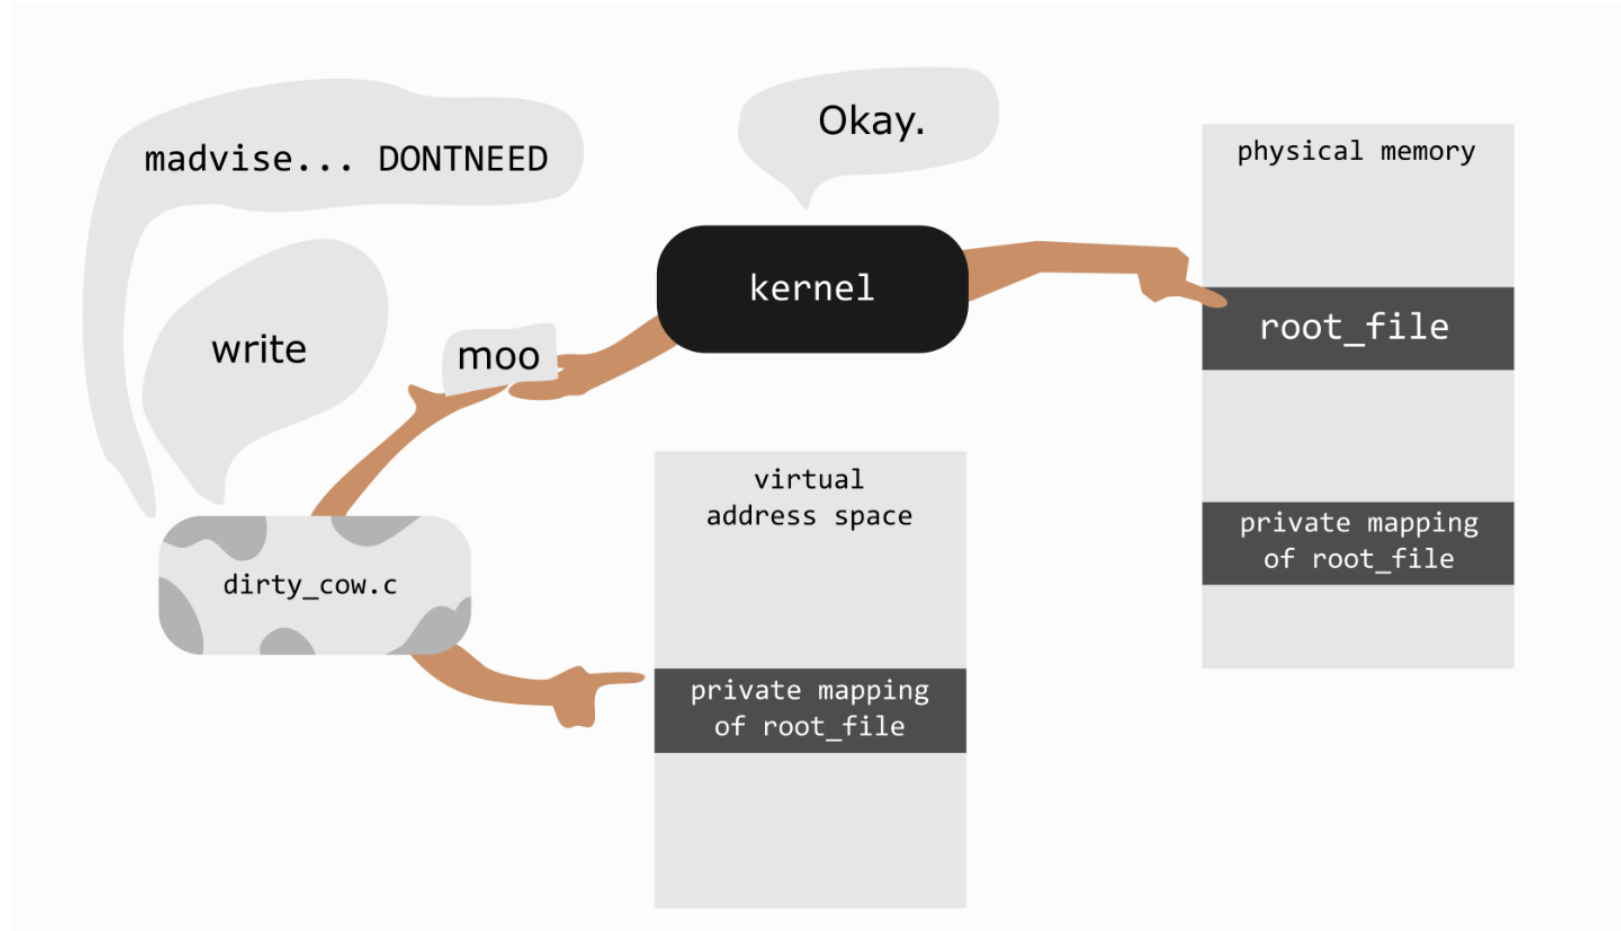 madvise... DONTNEED
Okay.
physical memory
kernel
root_file
write
moo
virtual
address space
private mapping
of root_file
dirty_cow.c
private mapping
of root_file